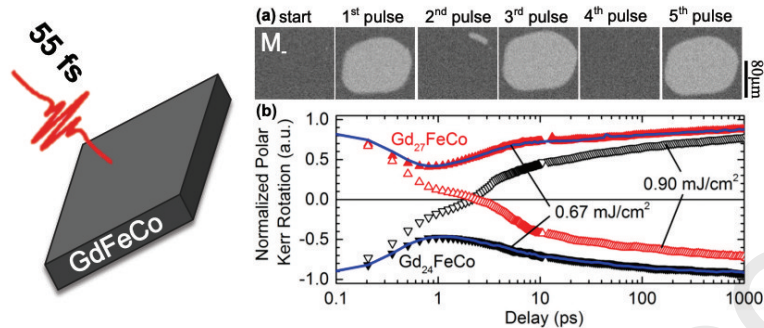 55 fs
GdFeCo
(a) start 1st pulse 2nd pulse 3rd pulse 4th pulse 5th pulse
M-
80μm
(b)
Normalized Polar
Kerr Rotation (a.u.)
1.0
0.5
0.0
-0.5
-1.0
Gd27FeCo
0.90 mJ/cm2
0.67 mJ/cm2
Gd24FeCo
0.1 1 10 100 1000
Delay (ps)